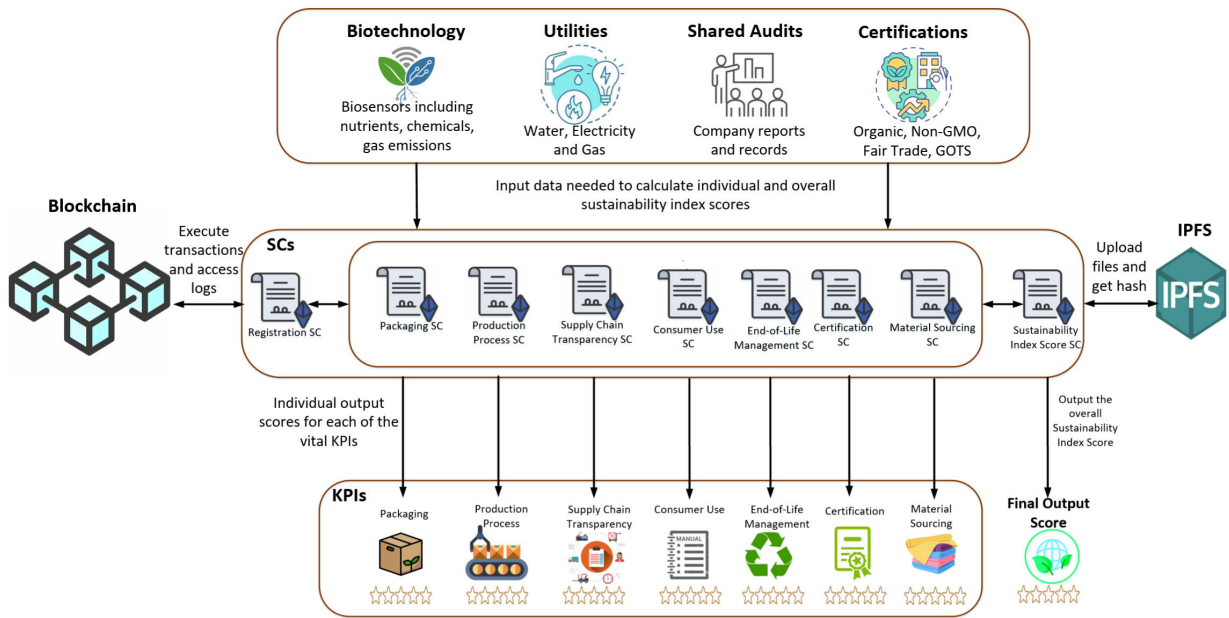 Biotechnology
Biosensors including
nutrients, chemicals,
gas emissions
Utilities
Water, Electricity
and Gas
Shared Audits
Company reports
and records
Certifications
Organic, Non-GMO,
Fair Trade, GOTS
Input data needed to calculate individual and overall
sustainability index scores
Blockchain
Execute
transactions
and access
logs
SCs
Registration SC
Packaging SC
Production
Process SC
Supply Chain
Transparency SC
Consumer Use
SC
End-of-Life
Management SC
Certification
SC
Material Sourcing
SC
Sustainability
Index Score SC
Upload
files and
get hash
IPFS
IPFS
Individual output
scores for each of the
vital KPIs
Output the
overall
Sustainability
Index Score
KPIs
Packaging
Production
Process
Supply Chain
Transparency
Consumer Use
MANUAL
End-of-Life
Management
Certification
Material
Sourcing
Final Output
Score